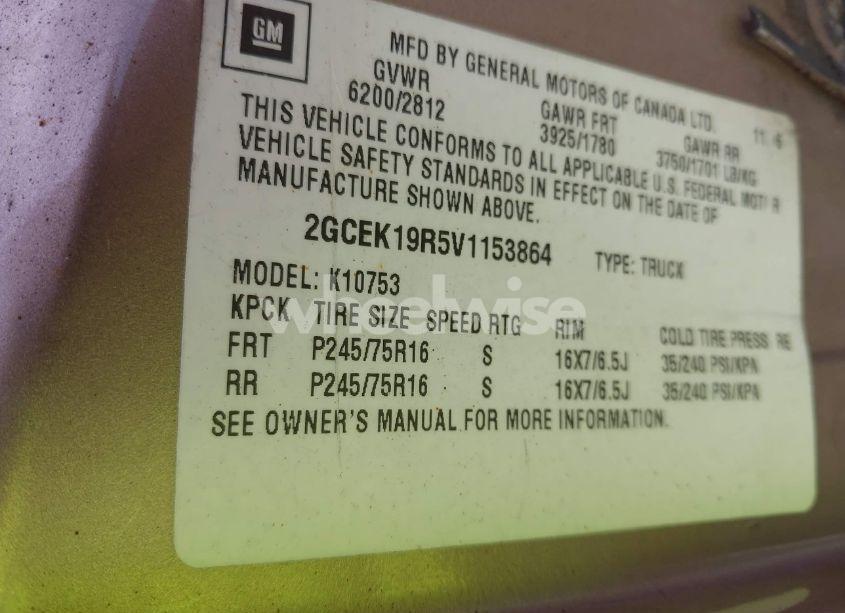 GM
MFD BY GENERAL MOTORS OF CANADA LTD.
GVWR GAWR FRT GAWR RR
6200/2812 3925/1780 3750/1701 LB/KG
THIS VEHICLE CONFORMS TO ALL APPLICABLE U.S. FEDERAL MOTOR
VEHICLE SAFETY STANDARDS IN EFFECT ON THE DATE OF
MANUFACTURE SHOWN ABOVE.
2GCEK19R5V1153864 TYPE: TRUCK
MODEL: K10753
KPCK TIRE SIZE SPEED RTG RIM COLD TIRE PRESS RE
FRT P245/75R16 S 16X7/6.5J 35/240 PSI/KPA
RR P245/75R16 S 16X7/6.5J 35/240 PSI/KPA
SEE OWNER'S MANUAL FOR MORE INFORMATION.
wheelwise